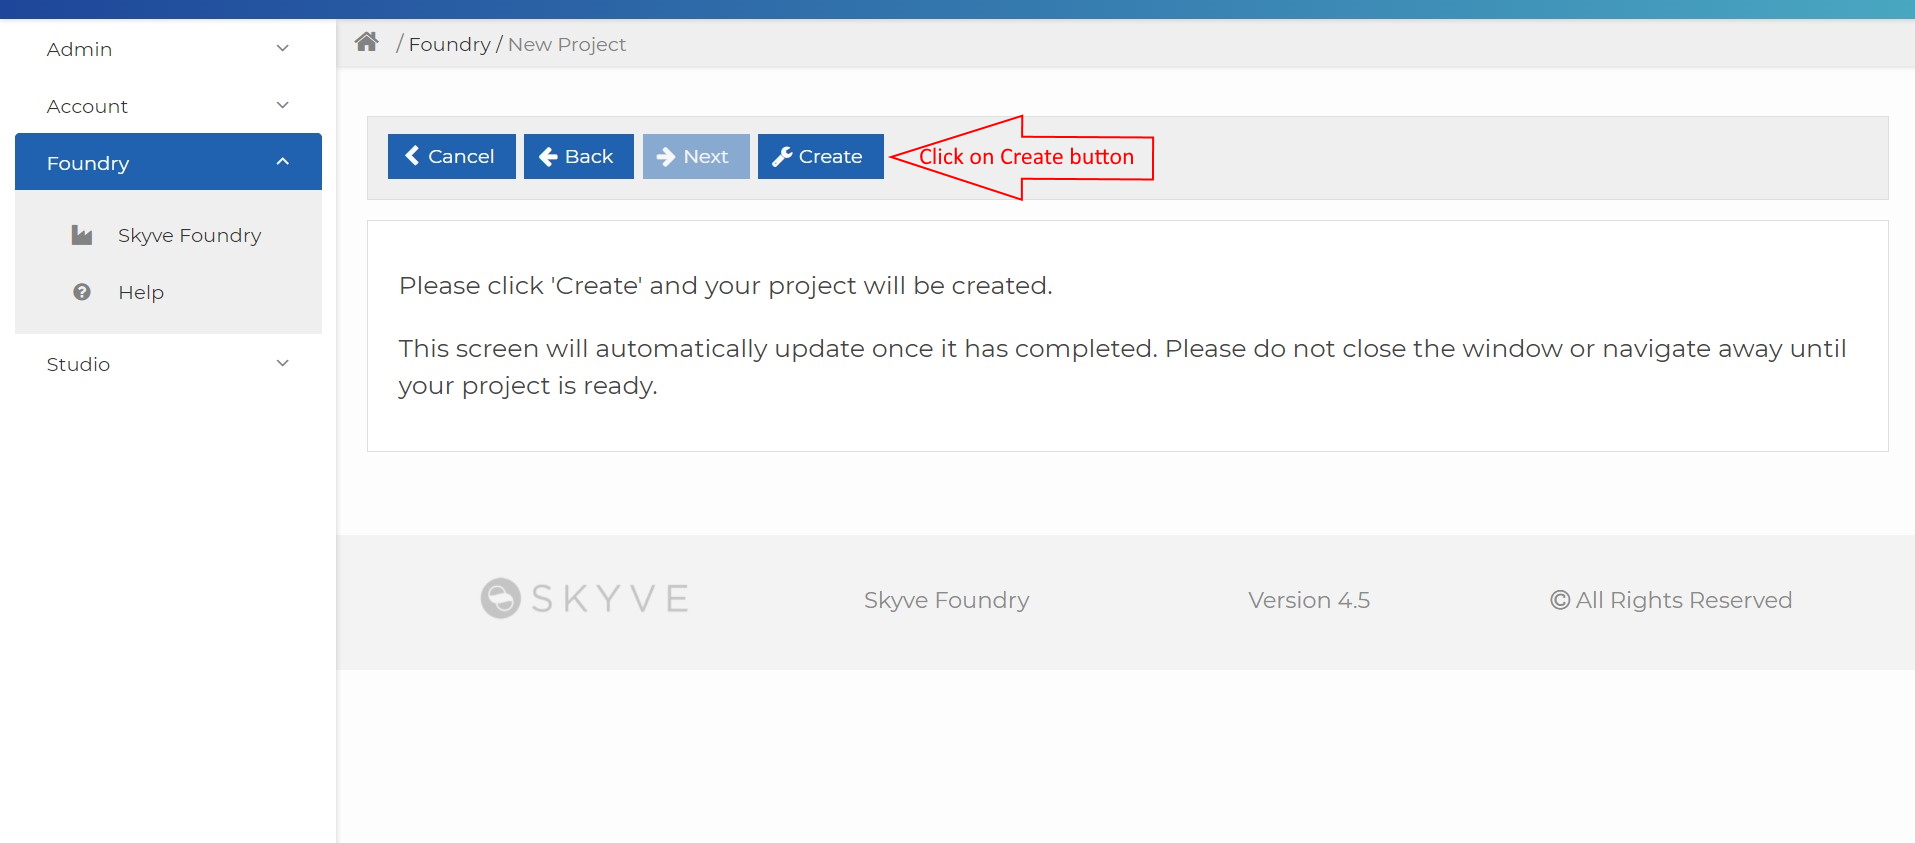 Admin
Account
Foundry
Skyve Foundry
Help
Studio
/ Foundry / New Project
Cancel Back Next Create Click on Create button
Please click 'Create' and your project will be created.
This screen will automatically update once it has completed. Please do not close the window or navigate away until
your project is ready.
SKYVE Skyve Foundry Version 4.5 © All Rights Reserved